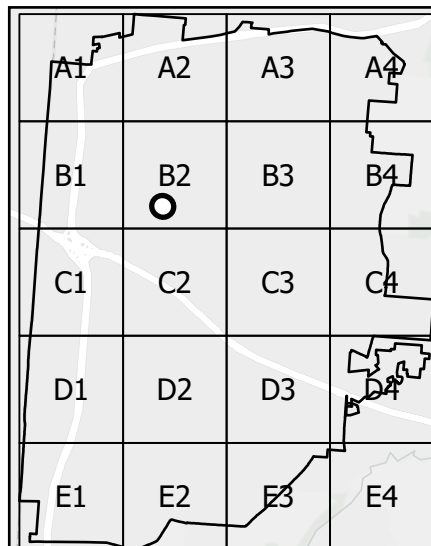 A1 A2 A3 A4
B1 B2 B3 B4
C1 C2 C3 C4
D1 D2 D3 D4
E1 E2 E3 E4